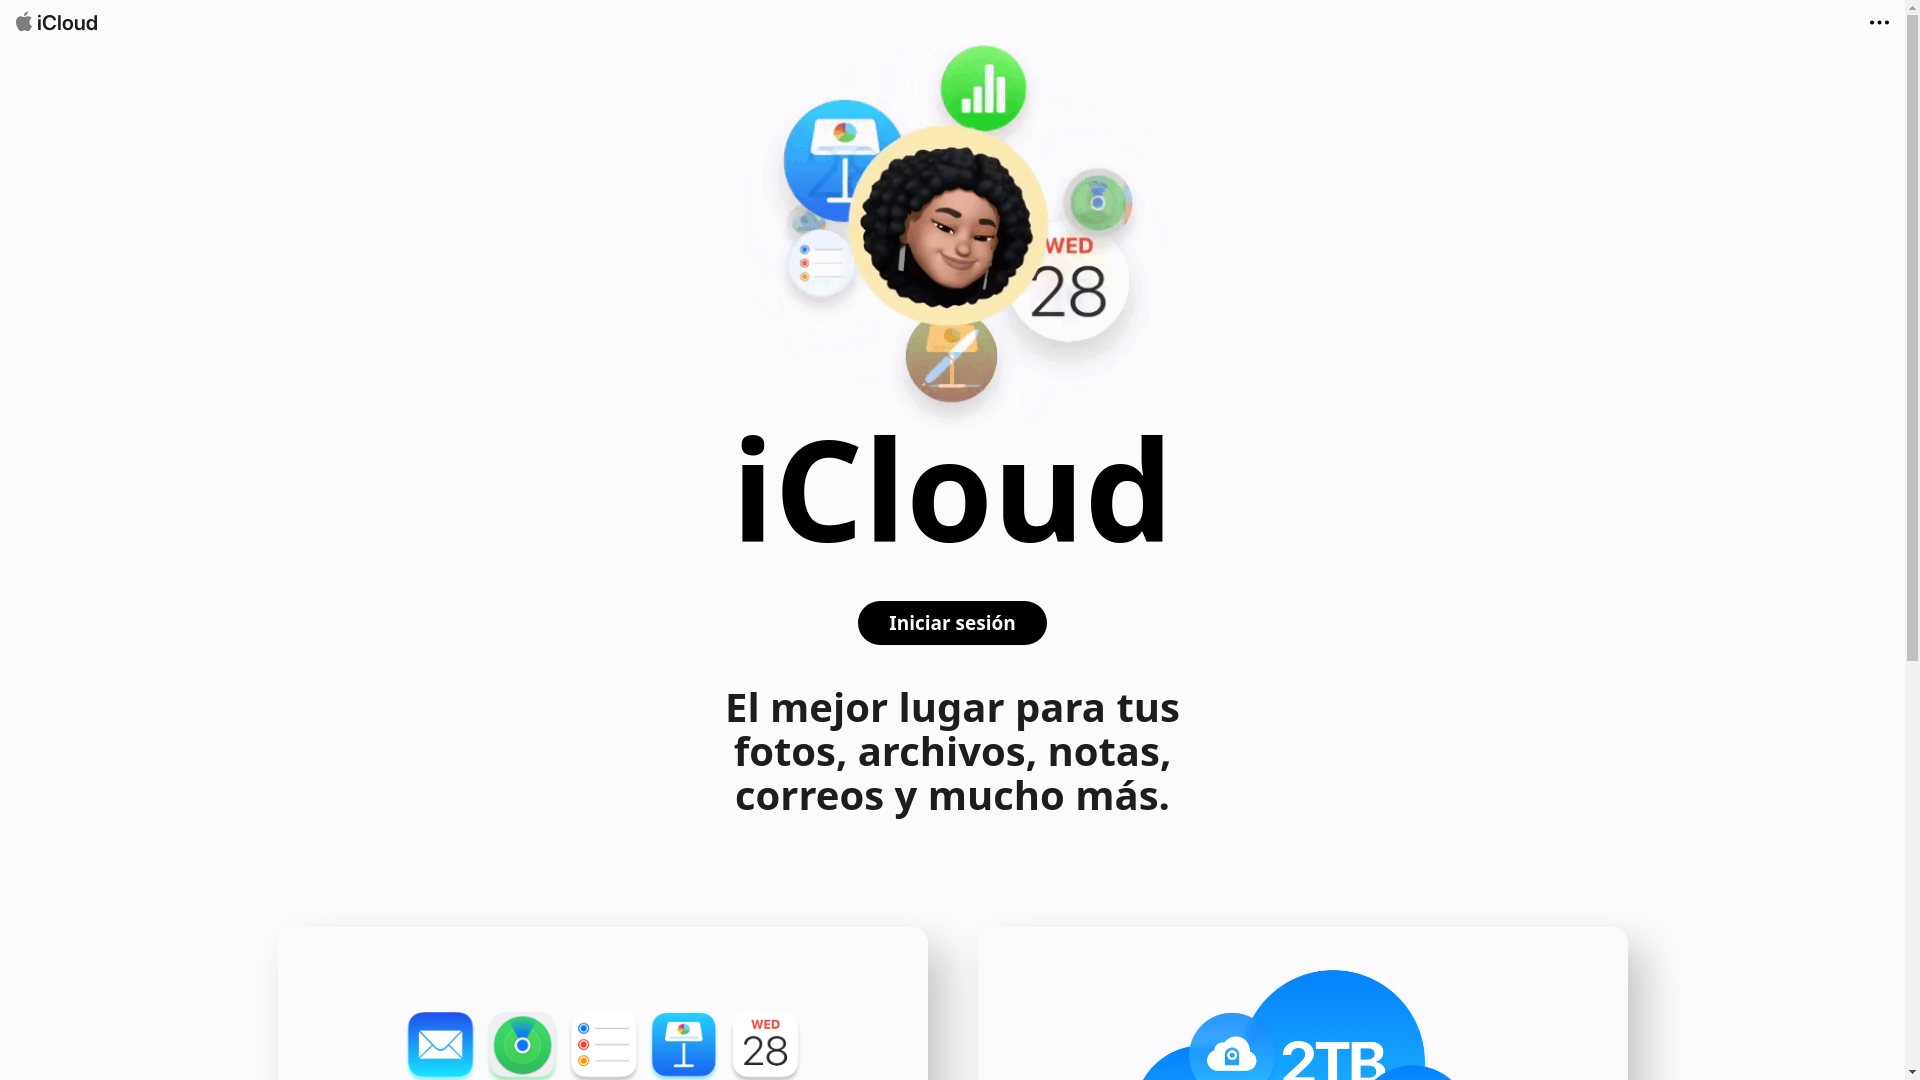 iCloud
WED
28
iCloud
Iniciar sesión
El mejor lugar para tus
fotos, archivos, notas,
correos y mucho más.
WED
28
2TB